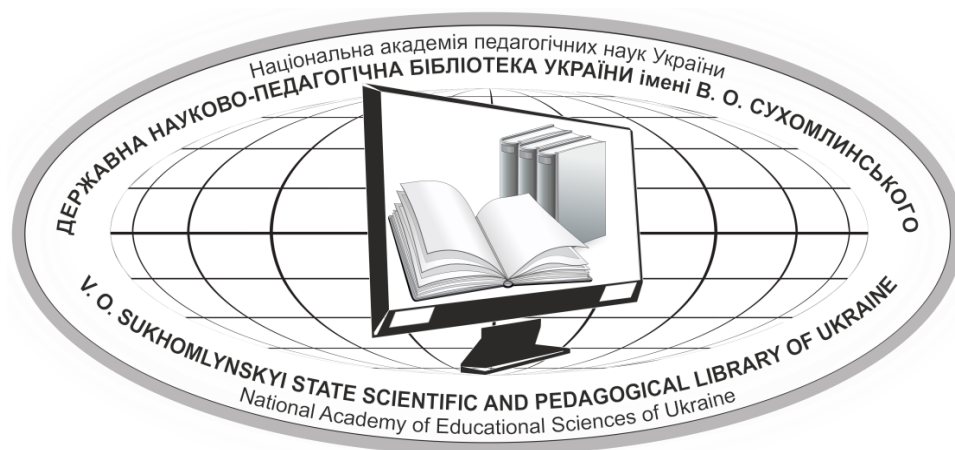 Національна академія педагогічних наук України
ДЕРЖАВНА НАУКОВО-ПЕДАГОГІЧНА БІБЛІОТЕКА УКРАЇНИ імені В. О. СУХОМЛИНСЬКОГО
V. O. SUKHOMLYNSKYI STATE SCIENTIFIC AND PEDAGOGICAL LIBRARY OF UKRAINE
National Academy of Educational Sciences of Ukraine